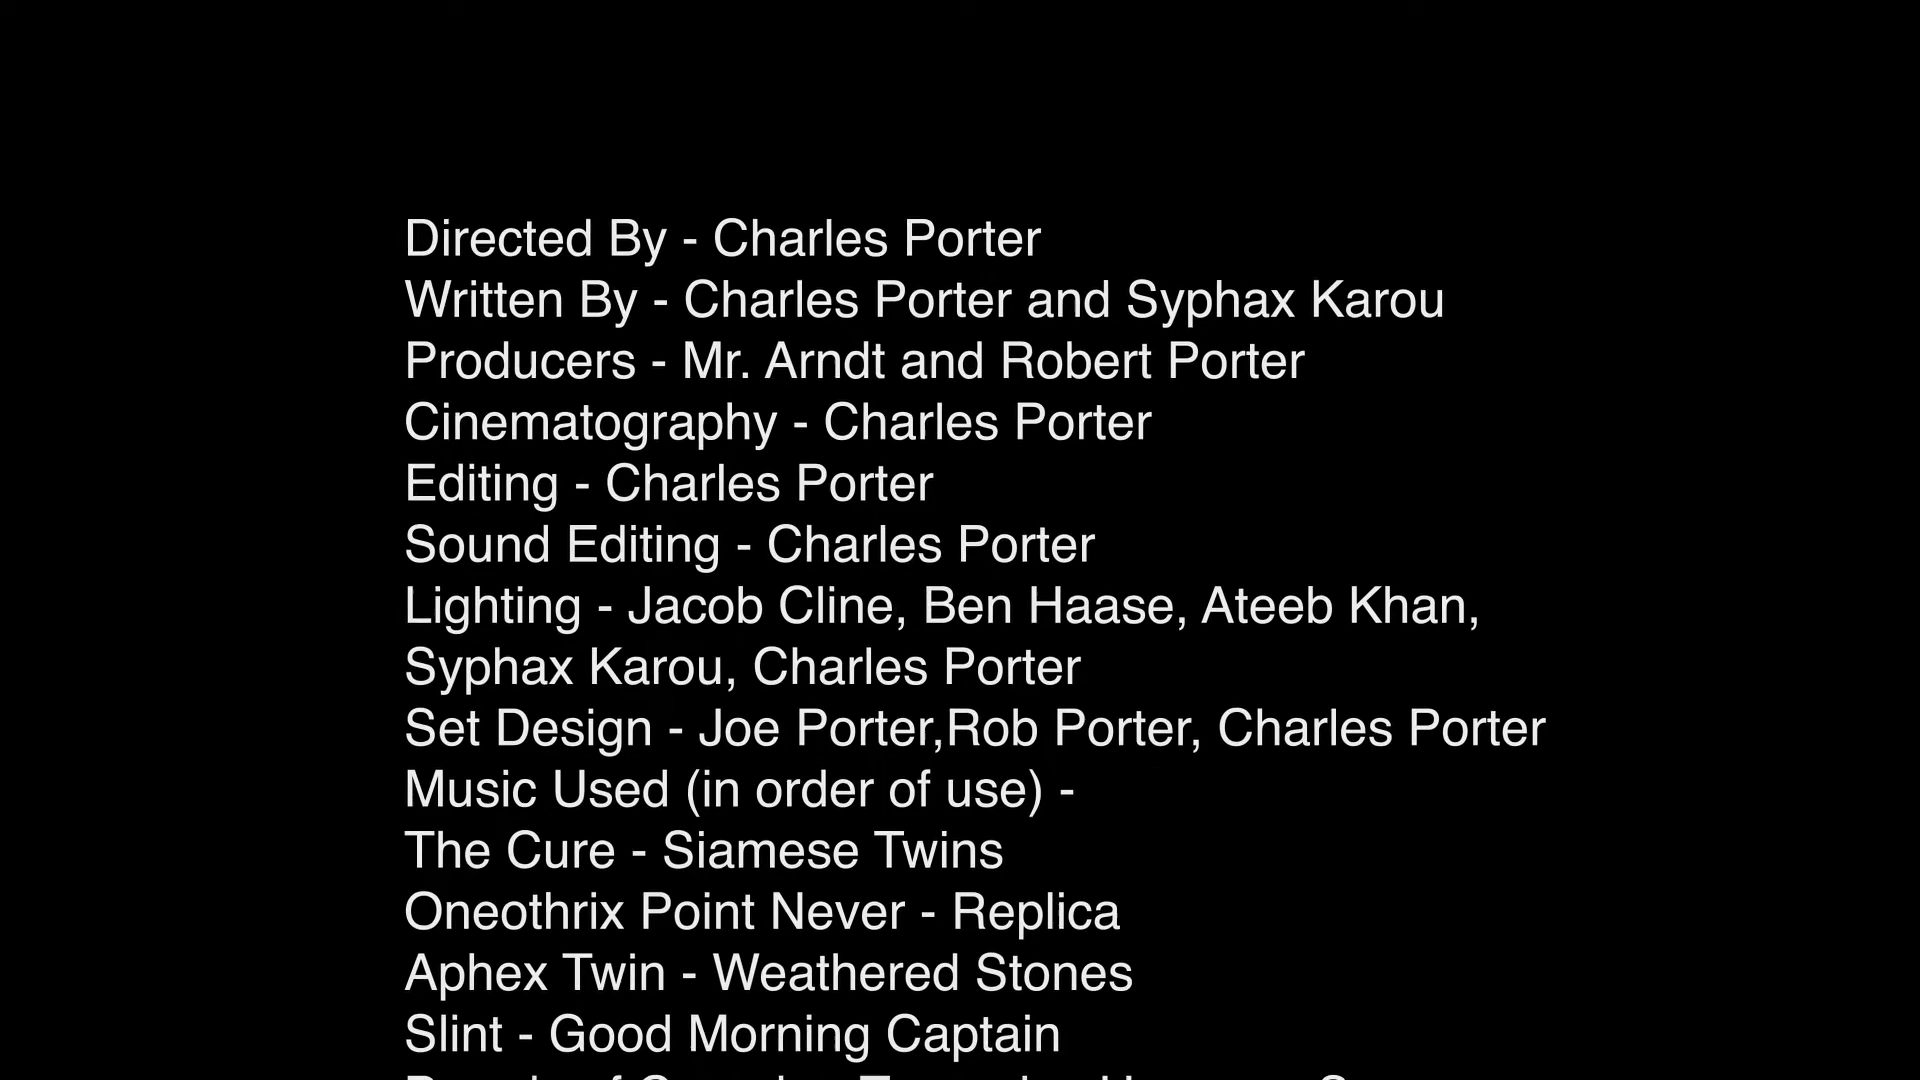 Directed By - Charles Porter
Written By - Charles Porter and Syphax Karou
Producers - Mr. Arndt and Robert Porter
Cinematography - Charles Porter
Editing - Charles Porter
Sound Editing - Charles Porter
Lighting - Jacob Cline, Ben Haase, Ateeb Khan,
Syphax Karou, Charles Porter
Set Design - Joe Porter,Rob Porter, Charles Porter
Music Used (in order of use) -
The Cure - Siamese Twins
Oneothrix Point Never - Replica
Aphex Twin - Weathered Stones
Slint - Good Morning Captain